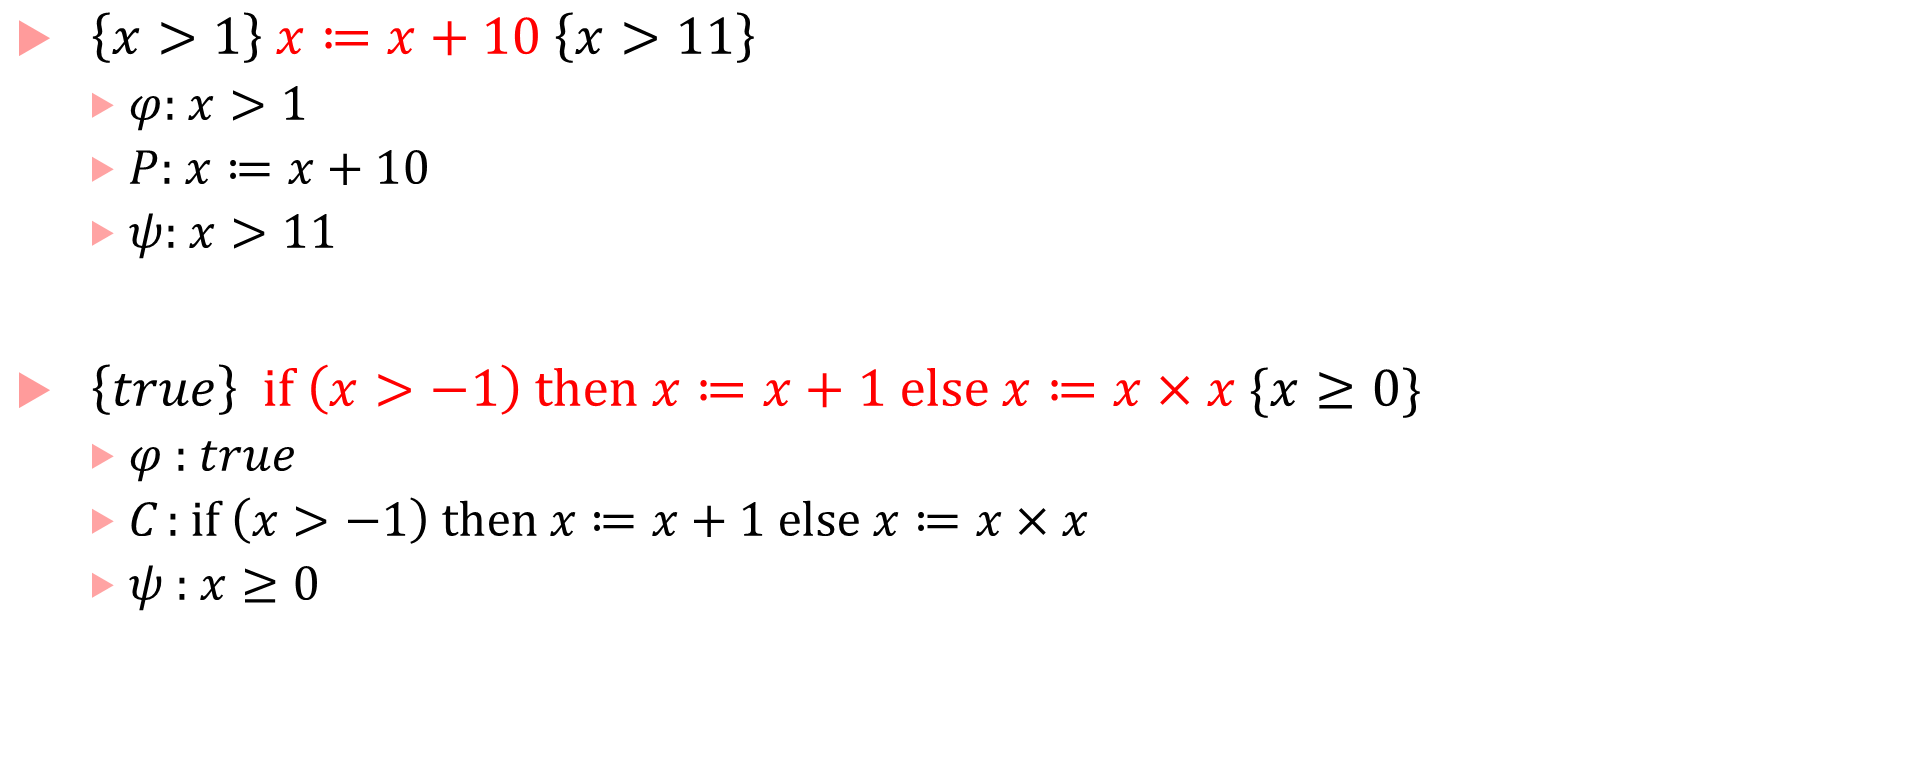 {x > 1} x ≔ x + 10 {x > 11}
φ: x > 1
P: x ≔ x + 10
ψ: x > 11
{true} if (x > −1) then x ≔ x + 1 else x ≔ x × x {x ≥ 0}
φ : true
C : if (x > −1) then x ≔ x + 1 else x ≔ x × x
ψ : x ≥ 0